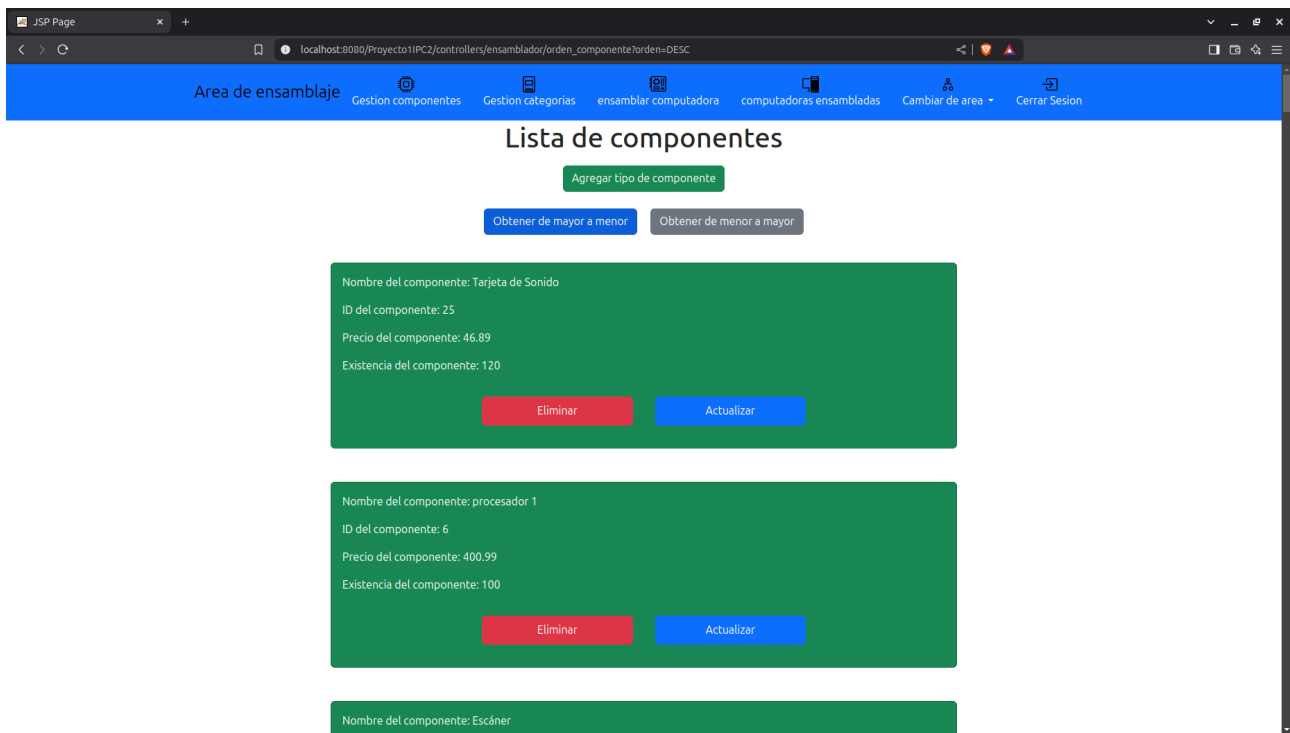 JSP Page
localhost:8080/Proyecto1IPC2/controllers/ensamblador/orden_componente?orden=DESC
Area de ensamblaje Gestion componentes Gestion categorias ensamblar computadora computadoras ensambladas Cambiar de area Cerrar Sesion
Lista de componentes
Agregar tipo de componente
Obtener de mayor a menor Obtener de menor a mayor
Nombre del componente: Tarjeta de Sonido
ID del componente: 25
Precio del componente: 46.89
Existencia del componente: 120
Eliminar Actualizar
Nombre del componente: procesador 1
ID del componente: 6
Precio del componente: 400.99
Existencia del componente: 100
Eliminar Actualizar
Nombre del componente: Escáner